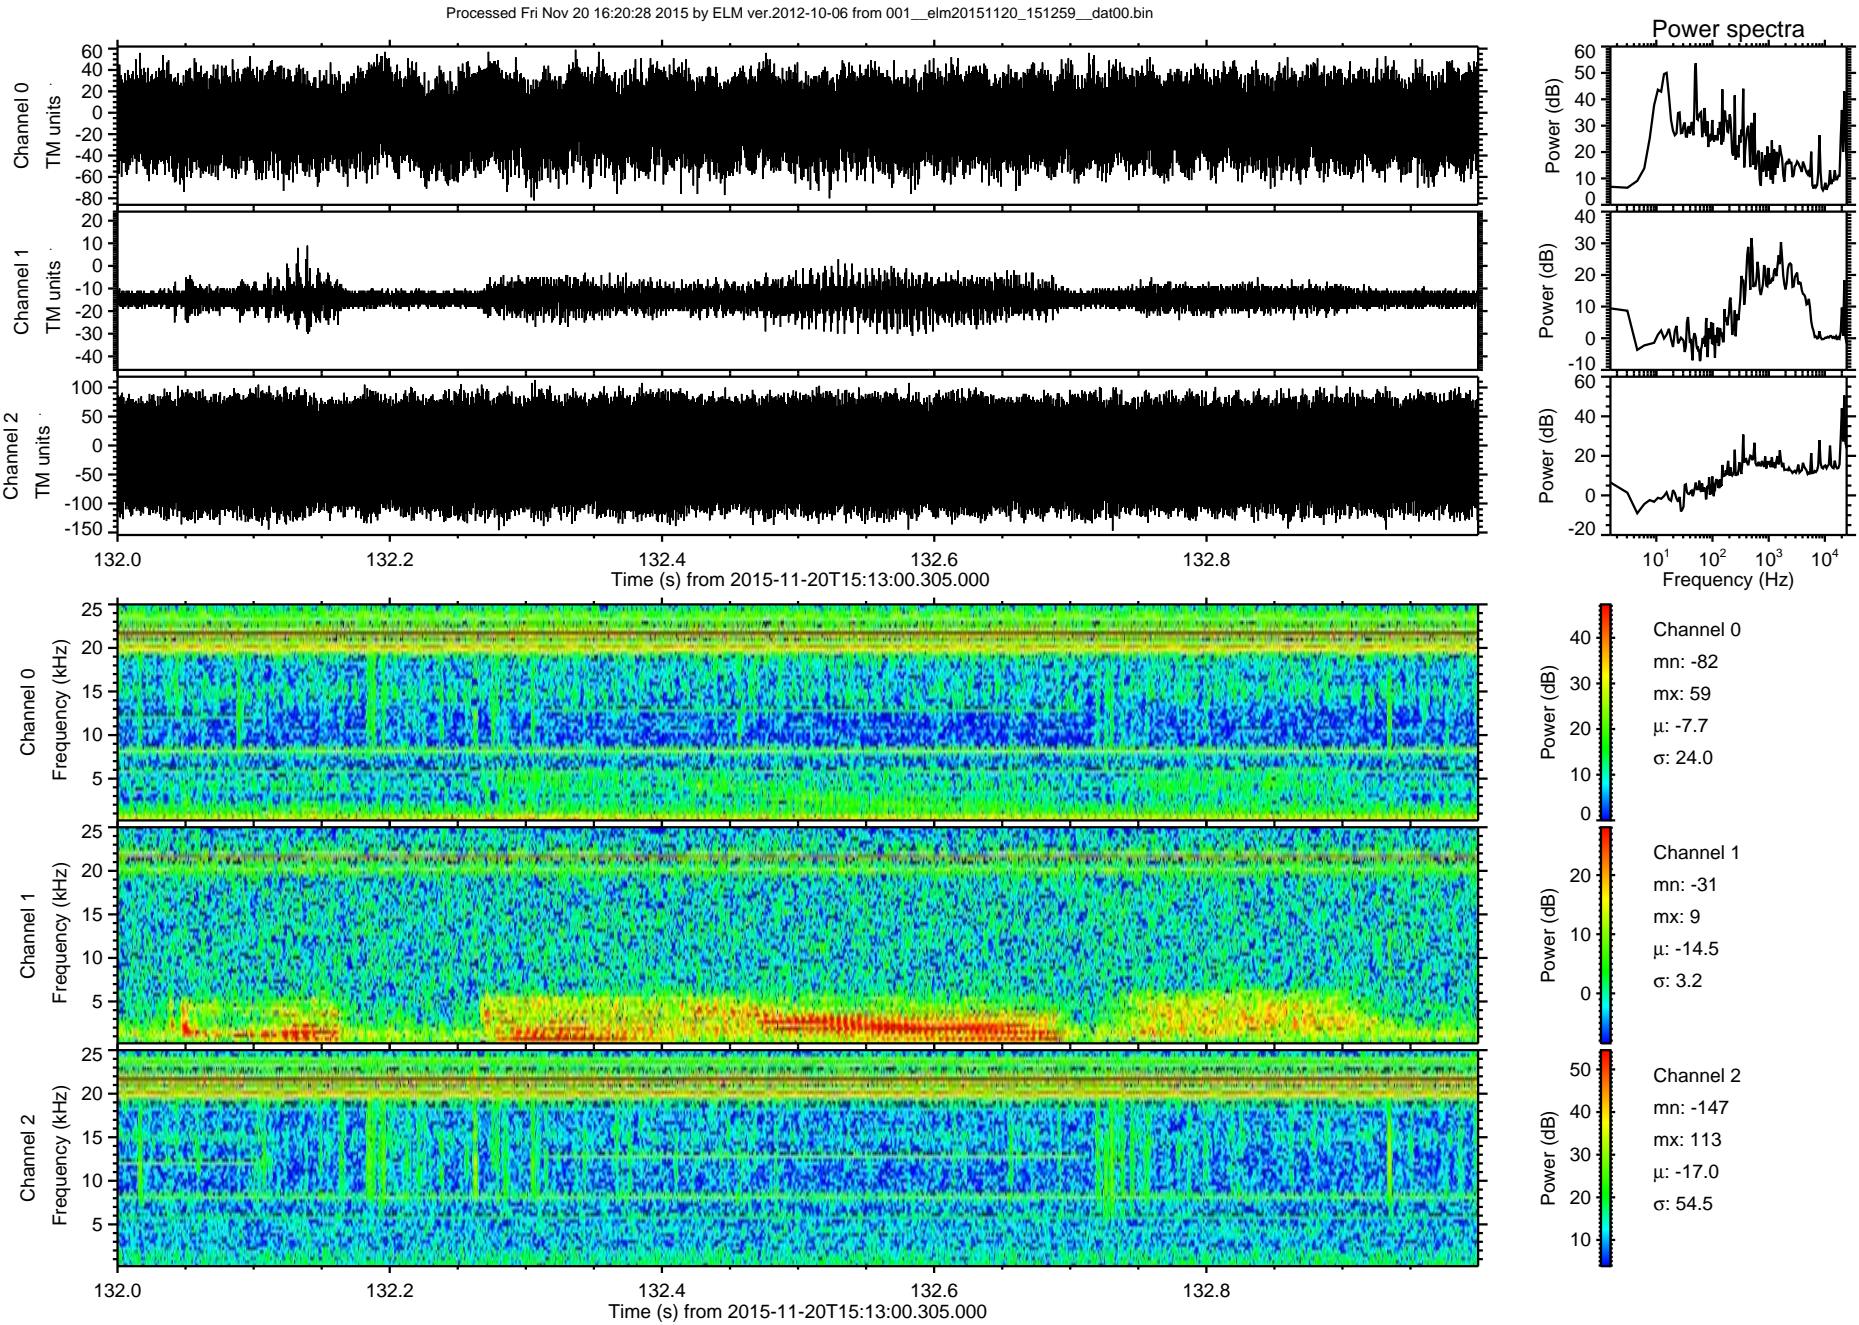 Processed Fri Nov 20 16:20:28 2015 by ELM ver.2012-10-06 from 001__elm20151120_151259__dat00.bin
Power spectra
Channel 0
TM units
60
40
20
0
-20
-40
-60
-80
Power (dB)
60
50
40
30
20
10
0
Channel 1
TM units
20
10
0
-10
-20
-30
-40
Power (dB)
40
30
20
10
0
-10
Channel 2
TM units
100
50
0
-50
-100
-150
Power (dB)
60
40
20
0
-20
132.0 132.2 132.4 132.6 132.8
Time (s) from 2015-11-20T15:13:00.305.000
10^1 10^2 10^3 10^4
Frequency (Hz)
Channel 0
Frequency (kHz)
25
20
15
10
5
Power (dB)
40
30
20
10
0
Channel 0
mn: -82
mx: 59
μ: -7.7
σ: 24.0
Channel 1
Frequency (kHz)
25
20
15
10
5
Power (dB)
20
10
0
Channel 1
mn: -31
mx: 9
μ: -14.5
σ: 3.2
Channel 2
Frequency (kHz)
25
20
15
10
5
Power (dB)
50
40
30
20
10
Channel 2
mn: -147
mx: 113
μ: -17.0
σ: 54.5
132.0 132.2 132.4 132.6 132.8
Time (s) from 2015-11-20T15:13:00.305.000